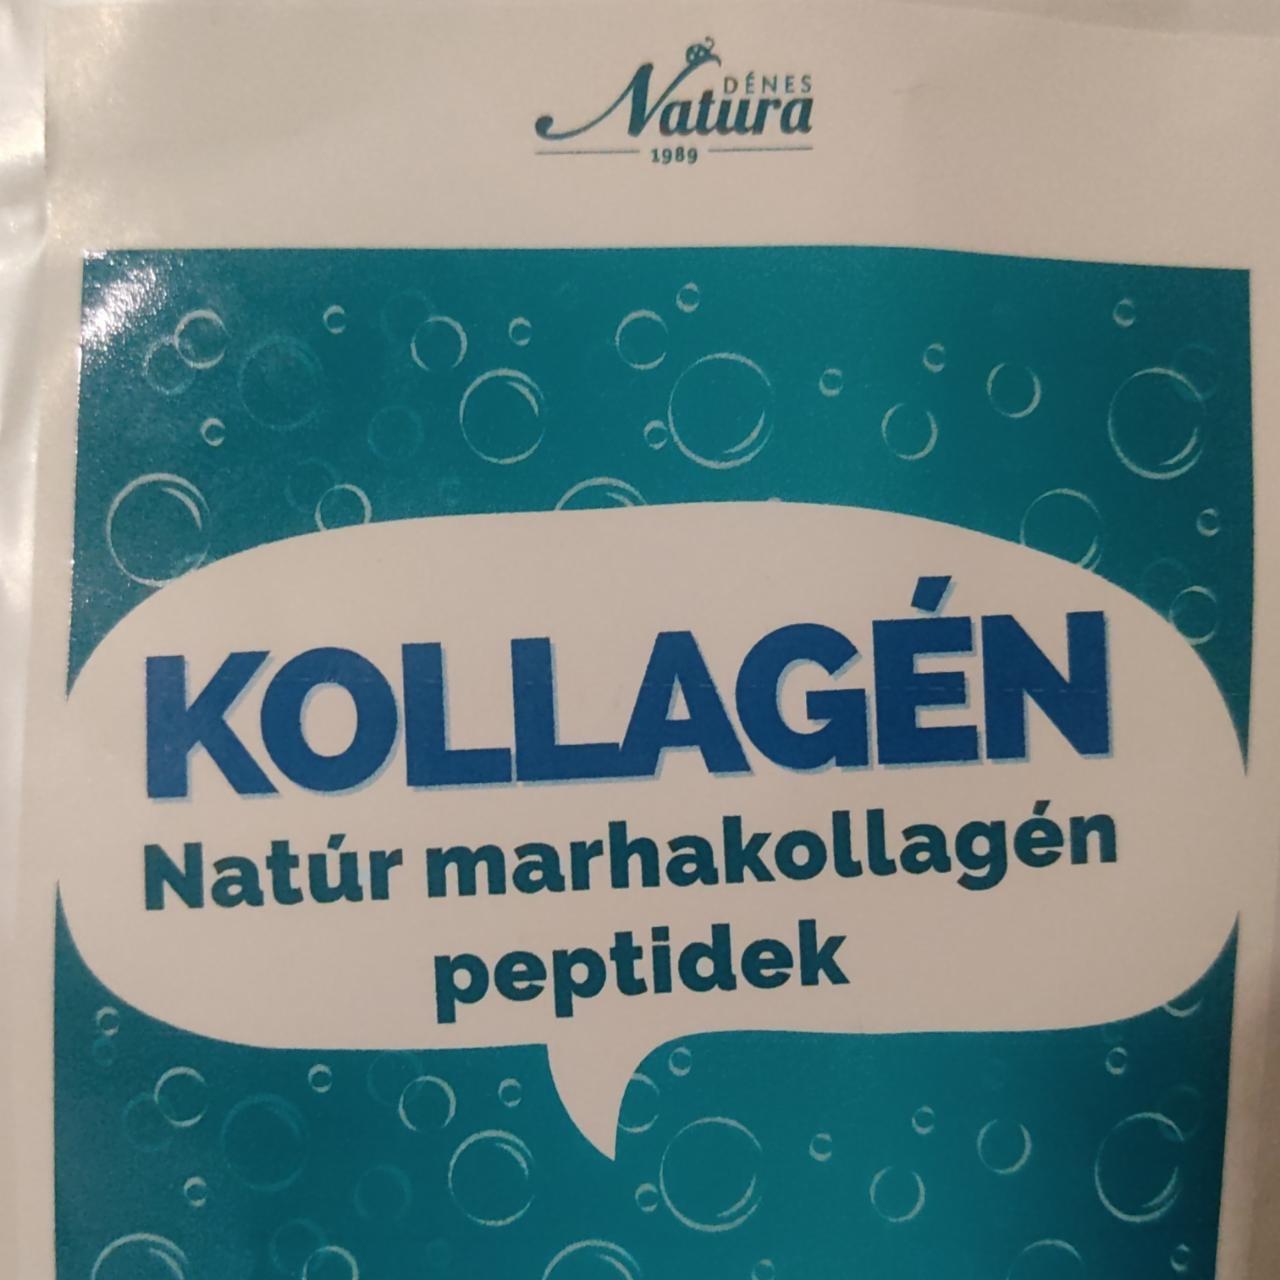 DÉNES
Natura
1989
KOLLAGÉN
Natúr marhakollagén
peptidek